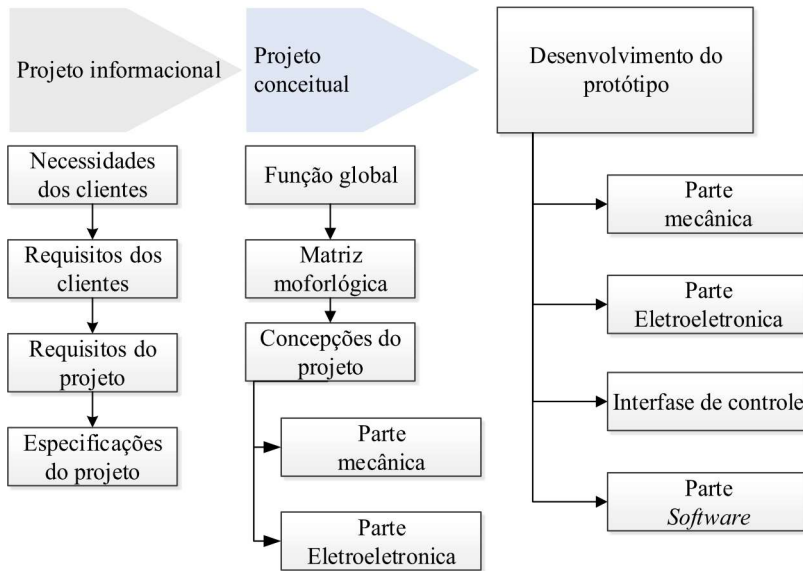 Projeto informacional
Necessidades
dos clientes
Requisitos dos
clientes
Requisitos do
projeto
Especificações
do projeto
Projeto
conceitual
Função global
Matriz
moforlógica
Concepções do
projeto
Parte
mecânica
Parte
Eletroeletronica
Desenvolvimento do
protótipo
Parte
mecânica
Parte
Eletroeletronica
Interfase de controle
Parte
Software